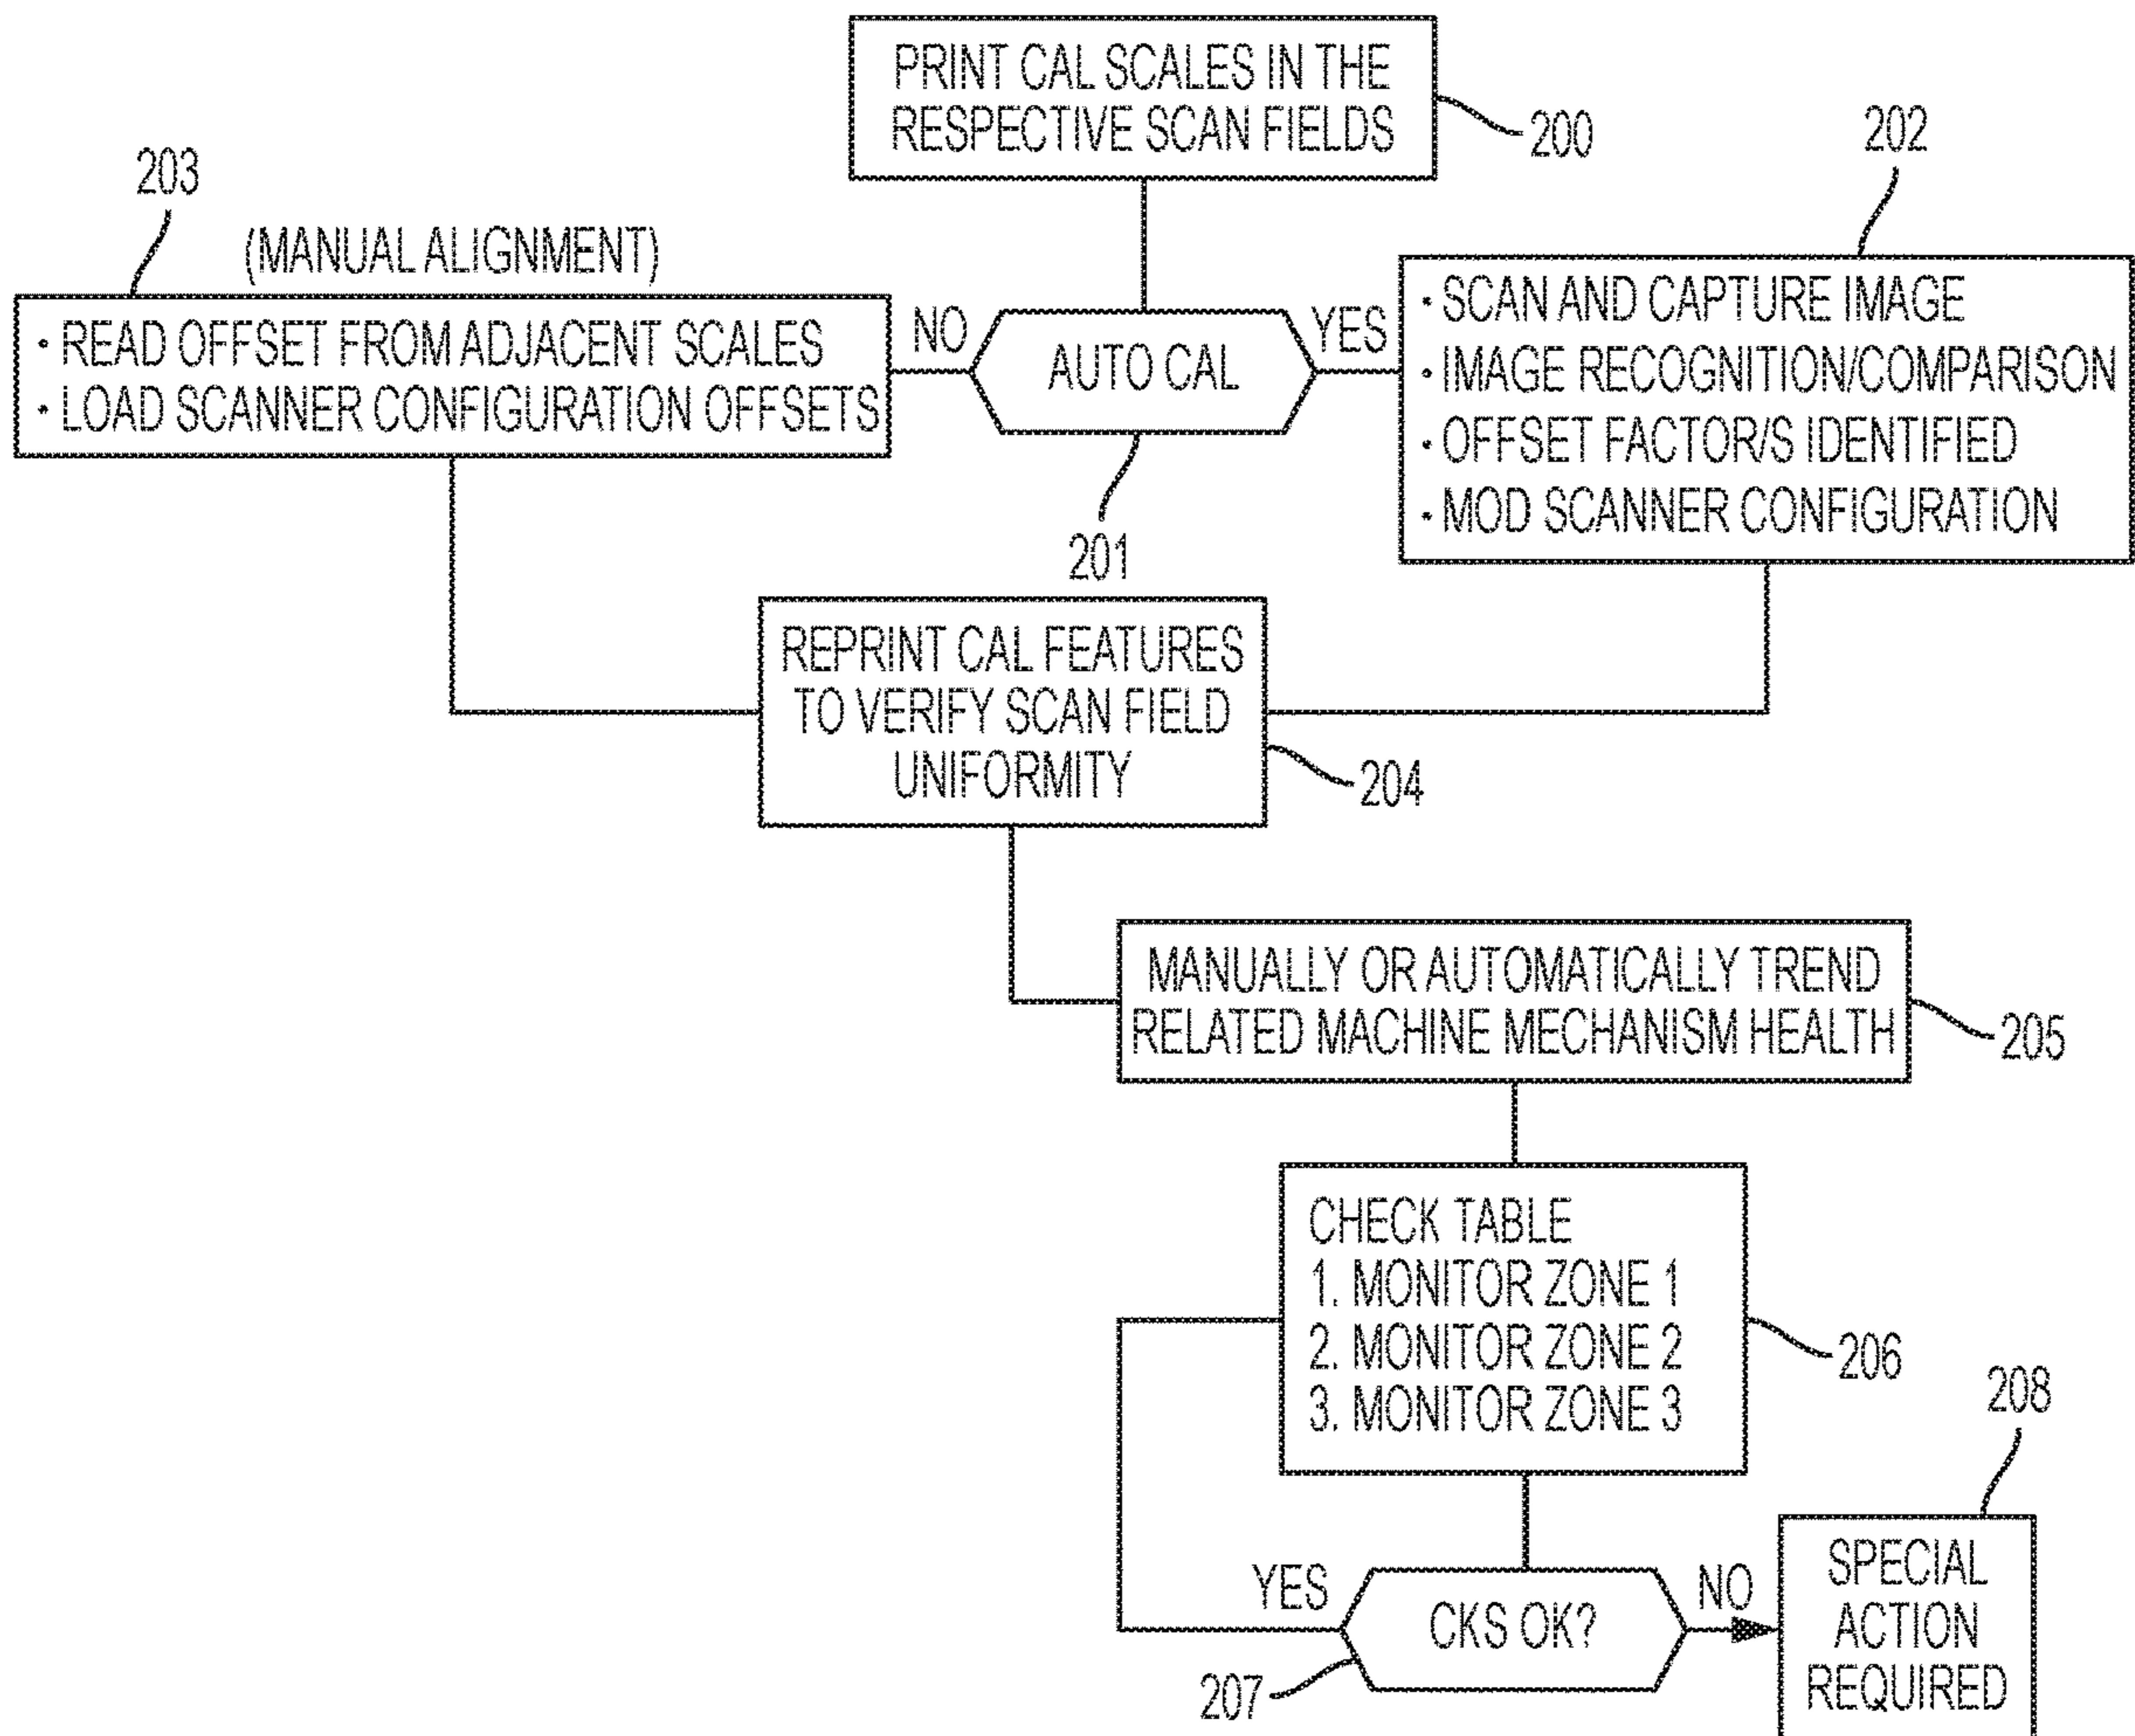 PRINT CAL SCALES IN THE
RESPECTIVE SCAN FIELDS
200
202
203
(MANUAL ALIGNMENT)
· READ OFFSET FROM ADJACENT SCALES
· LOAD SCANNER CONFIGURATION OFFSETS
NO
AUTO CAL
YES
201
· SCAN AND CAPTURE IMAGE
· IMAGE RECOGNITION/COMPARISON
· OFFSET FACTOR/S IDENTIFIED
· MOD SCANNER CONFIGURATION
REPRINT CAL FEATURES
TO VERIFY SCAN FIELD
UNIFORMITY
204
MANUALLY OR AUTOMATICALLY TREND
RELATED MACHINE MECHANISM HEALTH
205
CHECK TABLE
1. MONITOR ZONE 1
2. MONITOR ZONE 2
3. MONITOR ZONE 3
206
208
YES
CKS OK?
NO
207
SPECIAL
ACTION
REQUIRED